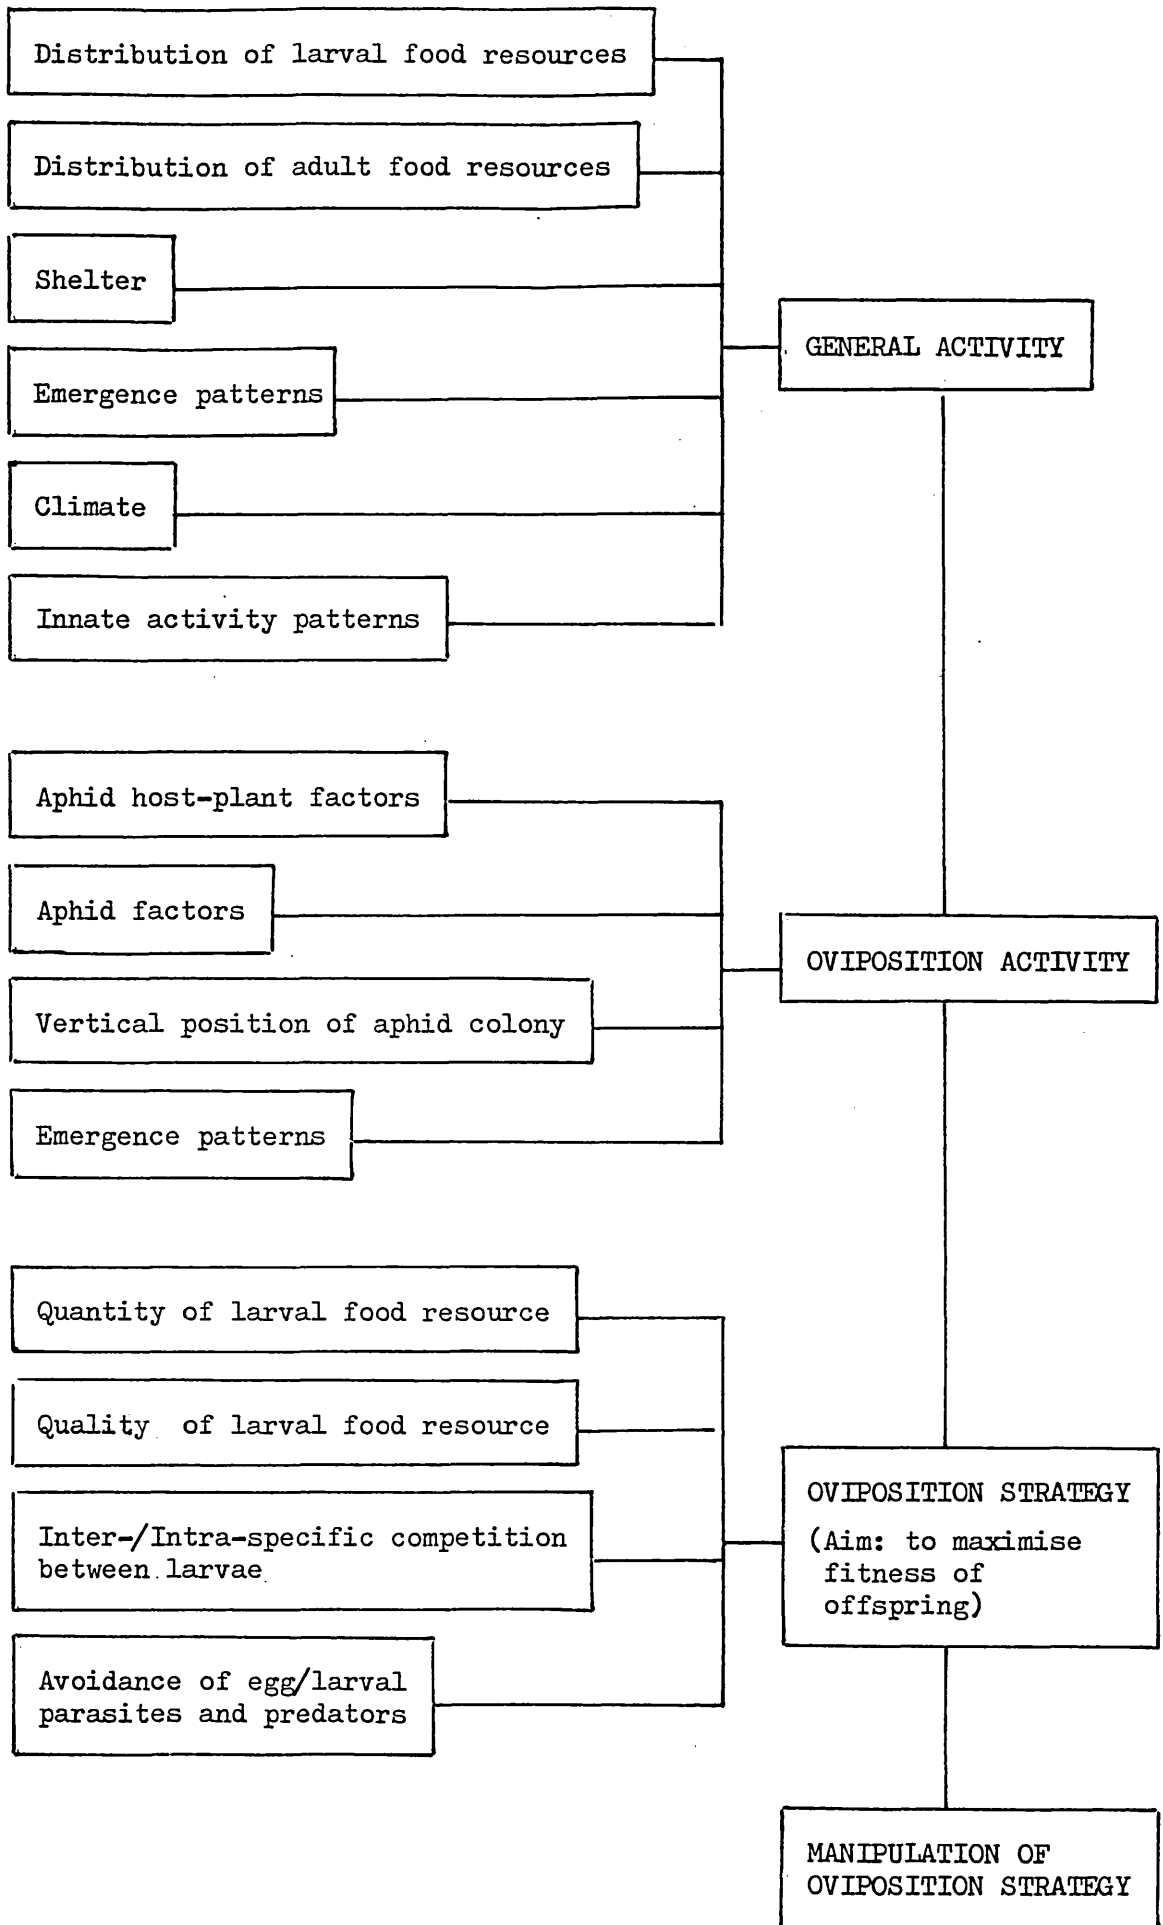 Distribution of larval food resources
Distribution of adult food resources
Shelter
Emergence patterns
Climate
Innate activity patterns
GENERAL ACTIVITY
Aphid host-plant factors
Aphid factors
Vertical position of aphid colony
Emergence patterns
OVIPOSITION ACTIVITY
Quantity of larval food resource
Quality of larval food resource
Inter-/Intra-specific competition
between larvae
Avoidance of egg/larval
parasites and predators
OVIPOSITION STRATEGY
(Aim: to maximise
fitness of
offspring)
MANIPULATION OF
OVIPOSITION STRATEGY